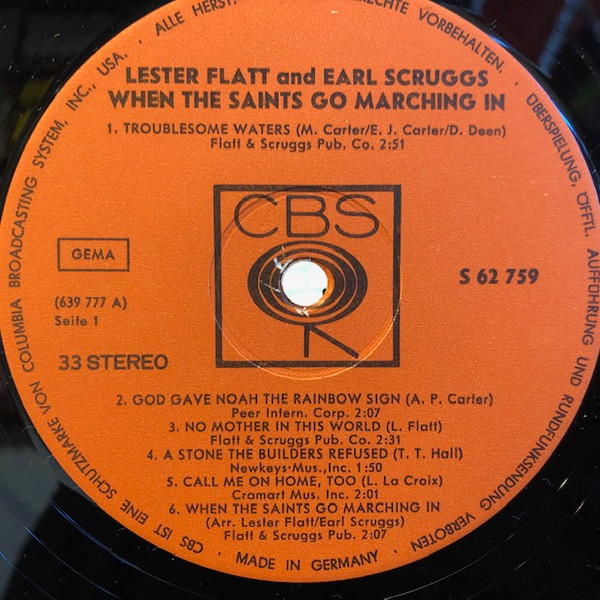 LESTER FLATT and EARL SCRUGGS
WHEN THE SAINTS GO MARCHING IN
1. TROUBLESOME WATERS (M. Carter/E. J. Carter/D. Deen)
Flatt & Scruggs Pub. Co. 2:51
CBS
GEMA
S 62 759
(639 777 A)
Seite 1
33 STEREO
2. GOD GAVE NOAH THE RAINBOW SIGN (A. P. Carter)
Peer Intern. Corp. 2:07
3. NO MOTHER IN THIS WORLD (L. Flatt)
Flatt & Scruggs Pub. Co. 2:31
4. A STONE THE BUILDERS REFUSED (T. T. Hall)
Newkeys-Mus., Inc. 1:50
5. CALL ME ON HOME, TOO (L. La Croix)
Cramart Mus. Inc. 2:01
6. WHEN THE SAINTS GO MARCHING IN
(Arr. Lester Flatt/Earl Scruggs)
Flatt & Scruggs Pub. Co. 2:07
CBS IST EINE SCHUTZMARKE VON COLUMBIA BROADCASTING SYSTEM, INC., USA. · ALLE HERST. RECHTE VORBEHALTEN. · ÜBERSPIELUNG, ÖFFTL. AUFFÜHRUNG UND RUNDFUNKSENDUNG VERBOTEN · MADE IN GERMANY ·